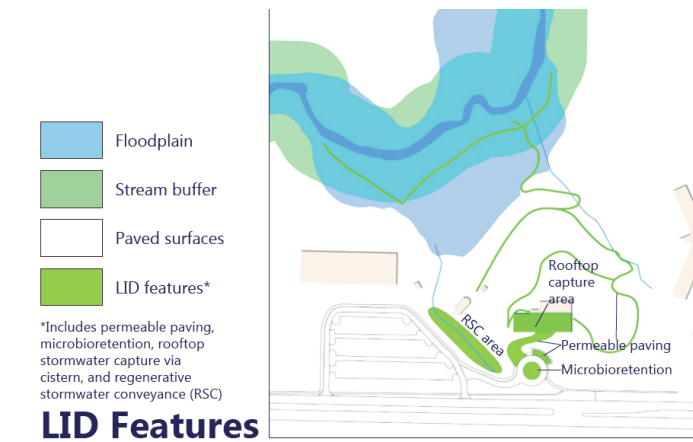 Floodplain
Stream buffer
Paved surfaces
LID features*
*Includes permeable paving,
microbioretention, rooftop
stormwater capture via
cistern, and regenerative
stormwater conveyance (RSC)
LID Features
Rooftop
capture
area
RSC area
Permeable paving
Microbioretention